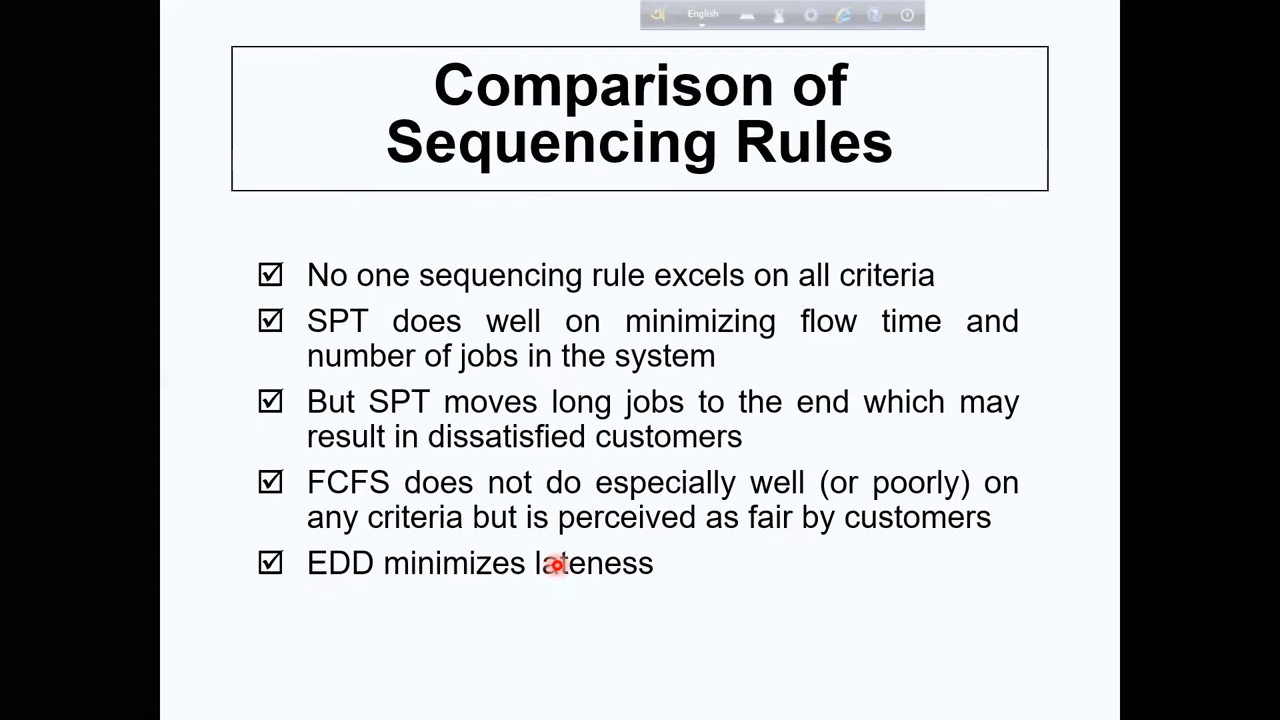 English
Comparison of
Sequencing Rules
No one sequencing rule excels on all criteria
SPT does well on minimizing flow time and
number of jobs in the system
But SPT moves long jobs to the end which may
result in dissatisfied customers
FCFS does not do especially well (or poorly) on
any criteria but is perceived as fair by customers
EDD minimizes lateness